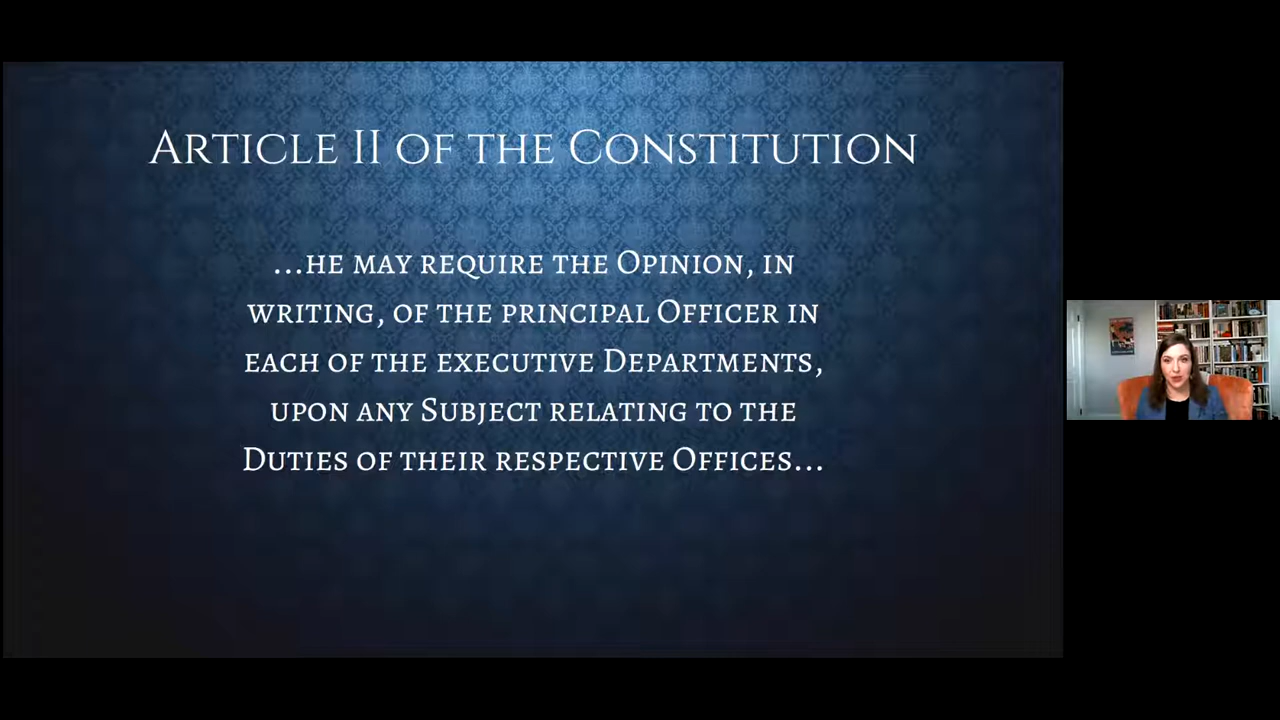 Article II of the Constitution
...he may require the Opinion, in
writing, of the principal Officer in
each of the executive Departments,
upon any Subject relating to the
Duties of their respective Offices...